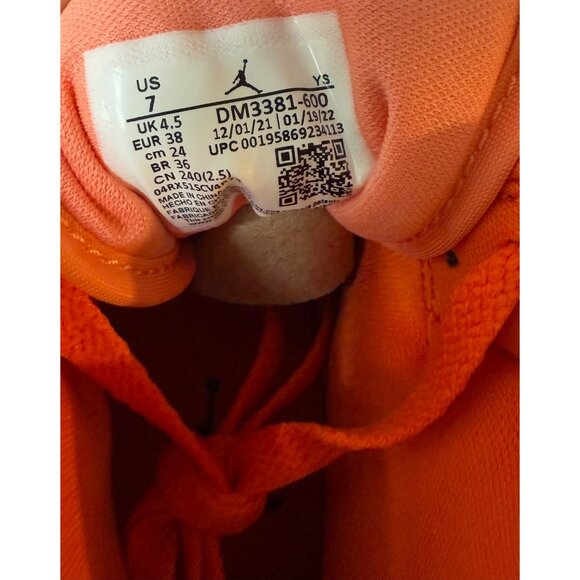 US YS
7
UK 4.5 DM3381-600
EUR 38 12/01/21 01/19/22
cm 24 UPC 00195869234113
BR 36
CN 240(2.5)
MADE IN CHINA
HECHO EN